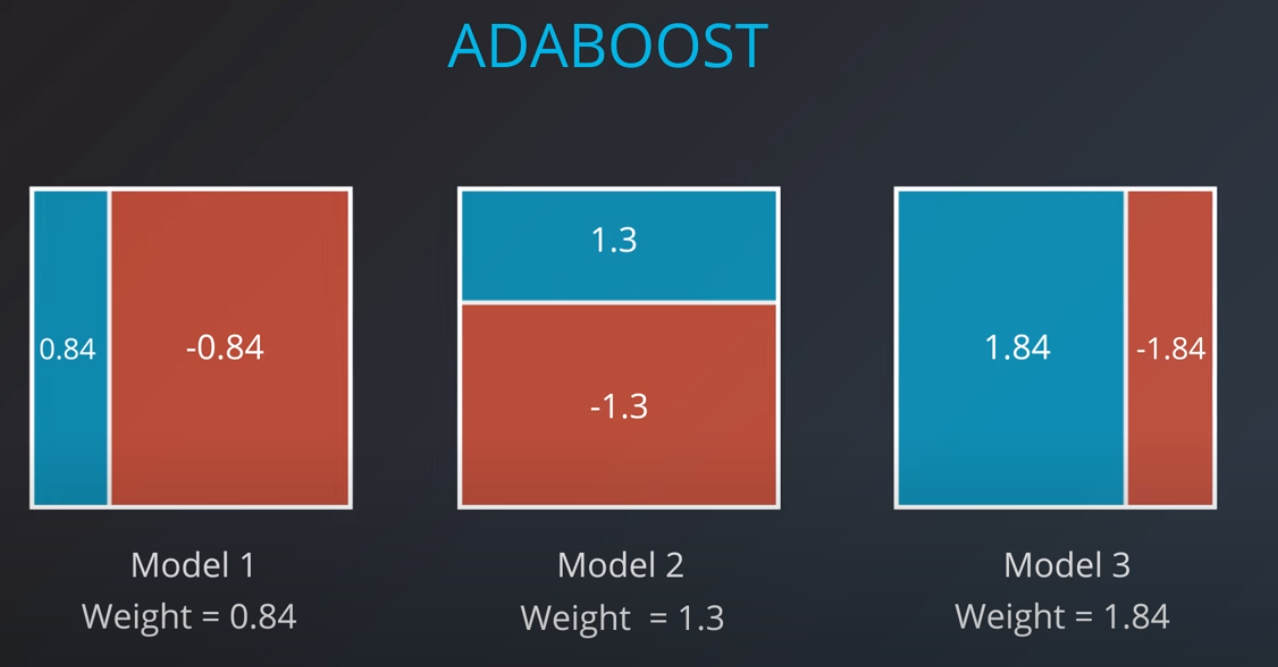 ADABOOST
0.84
-0.84
1.3
-1.3
1.84
-1.84
Model 1
Weight = 0.84
Model 2
Weight = 1.3
Model 3
Weight = 1.84